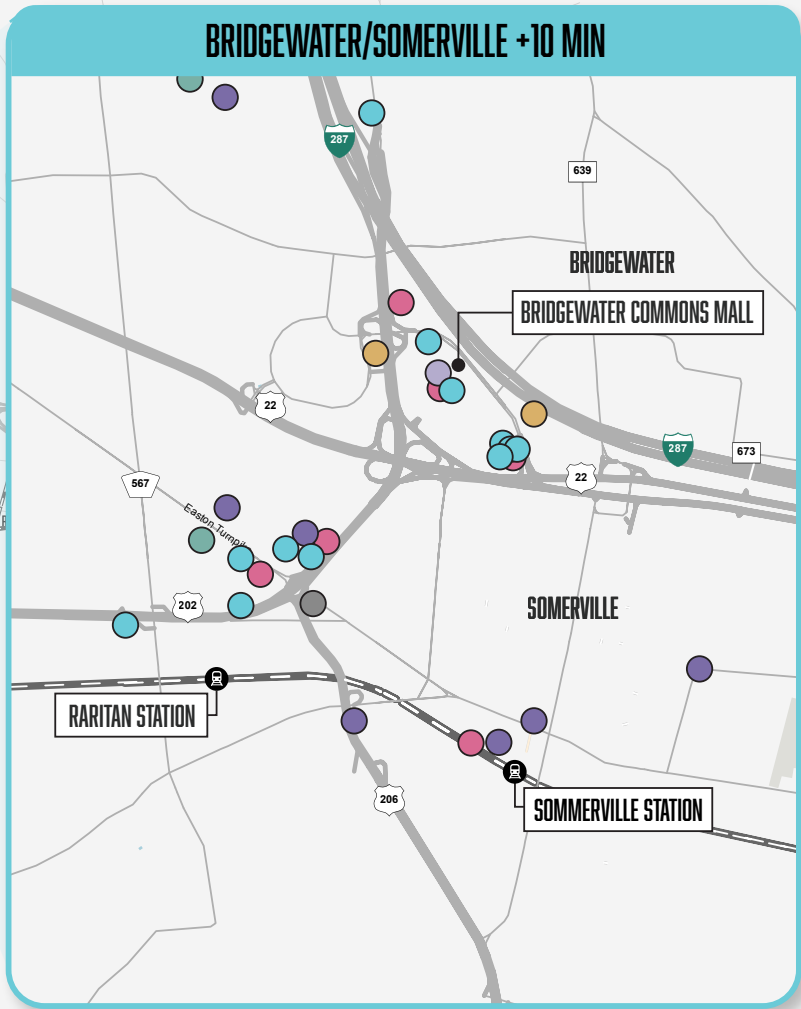 BRIDGEWATER/SOMERVILLE +10 MIN
287
639
BRIDGEWATER
BRIDGEWATER COMMONS MALL
22
287
673
22
567
Easton Turnpi
202
SOMERVILLE
RARITAN STATION
206
SOMMERVILLE STATION